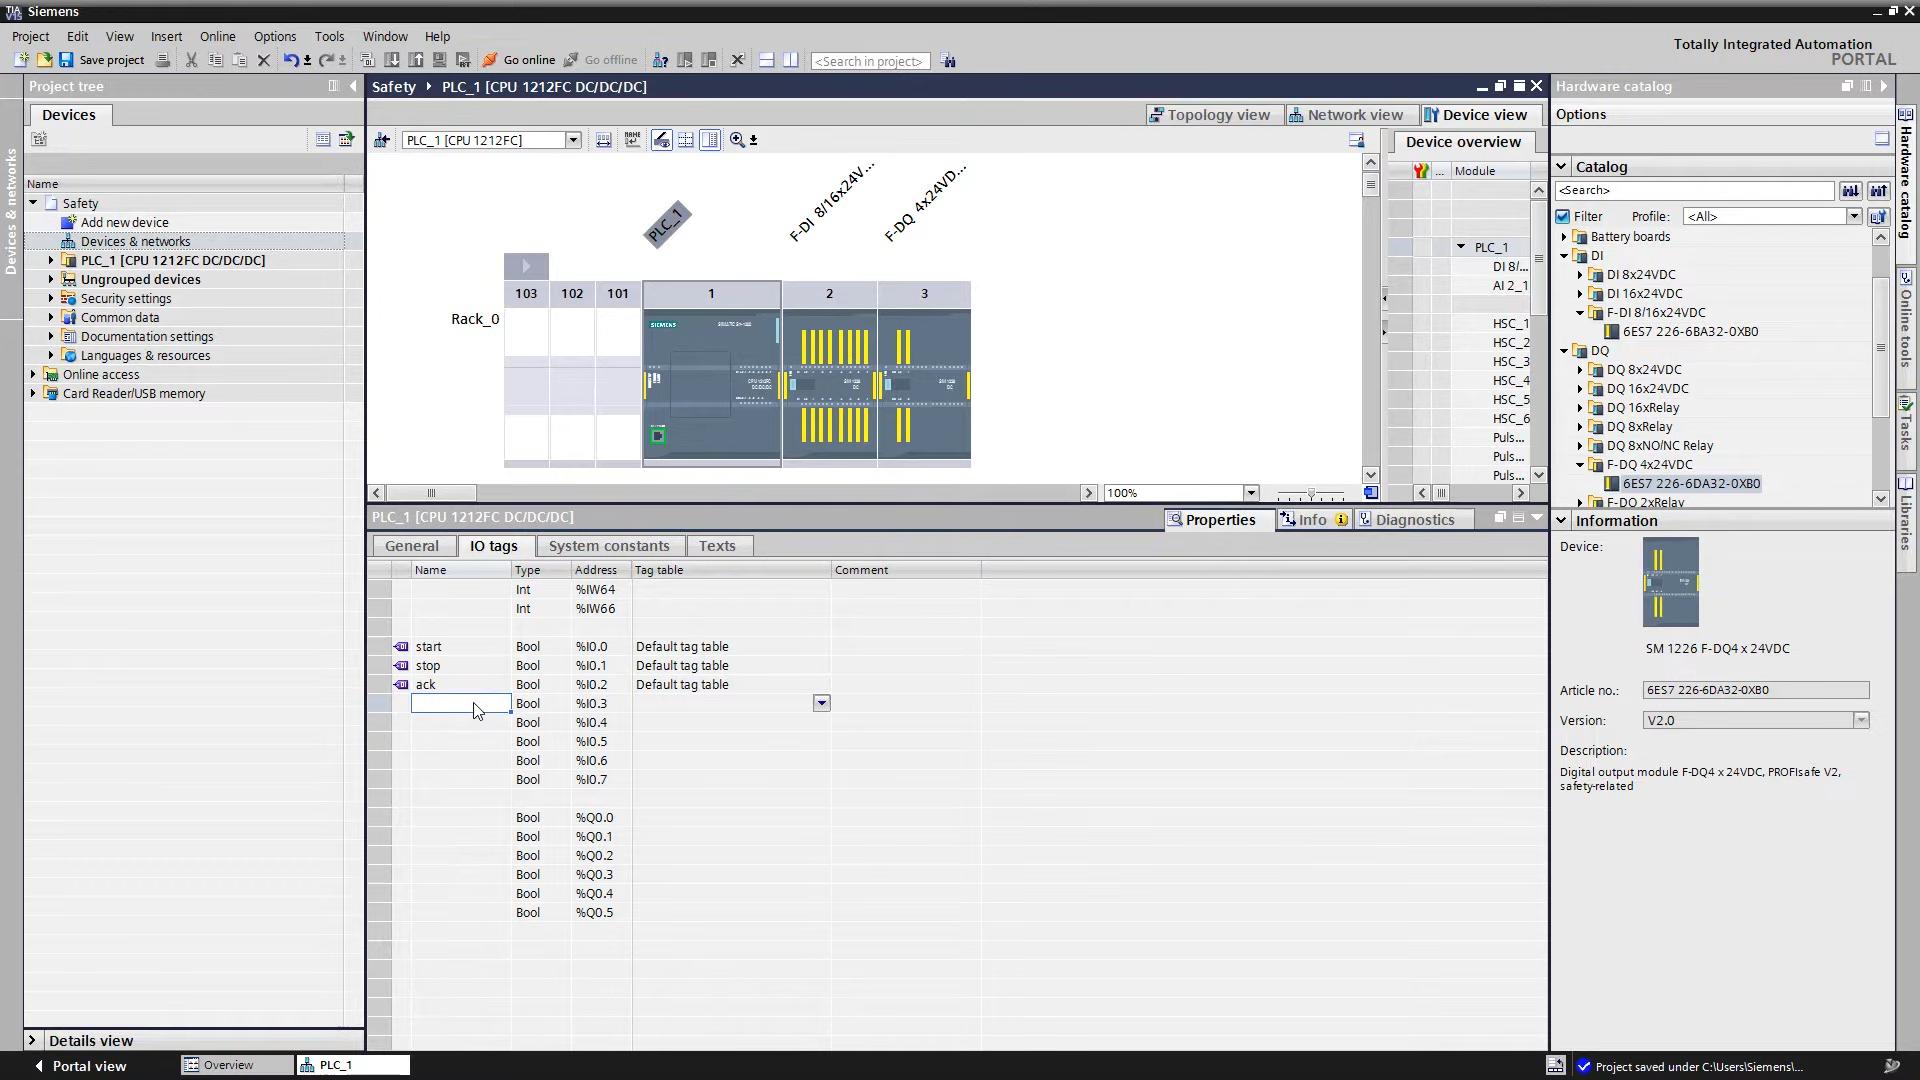 TIA V15 Siemens
Project Edit View Insert Online Options Tools Window Help
Totally Integrated Automation
PORTAL
Save project Go online Go offline <Search in project>
Project tree
Devices
Devices & networks
Name
Safety
Add new device
Devices & networks
PLC_1 [CPU 1212FC DC/DC/DC]
Ungrouped devices
Security settings
Common data
Documentation settings
Languages & resources
Online access
Card Reader/USB memory
Details view
Safety PLC_1 [CPU 1212FC DC/DC/DC]
Topology view Network view Device view
PLC_1 [CPU 1212FC]
PLC_1
F-DI 8/16x24V...
F-DQ 4x24VD...
103 102 101 1 2 3
Rack_0
SIEMENS
100%
Device overview
... Module
PLC_1
DI 8/...
AI 2_1
HSC_1
HSC_2
HSC_3
HSC_4
HSC_5
HSC_6
Puls...
Puls...
Puls...
PLC_1 [CPU 1212FC DC/DC/DC]
Properties Info Diagnostics
General IO tags System constants Texts
Name Type Address Tag table Comment
Int %IW64
Int %IW66
start Bool %I0.0 Default tag table
stop Bool %I0.1 Default tag table
ack Bool %I0.2 Default tag table
Bool %I0.3
Bool %I0.4
Bool %I0.5
Bool %I0.6
Bool %I0.7
Bool %Q0.0
Bool %Q0.1
Bool %Q0.2
Bool %Q0.3
Bool %Q0.4
Bool %Q0.5
Hardware catalog
Options
Catalog
<Search>
Filter Profile: <All>
Battery boards
DI
DI 8x24VDC
DI 16x24VDC
F-DI 8/16x24VDC
6ES7 226-6BA32-0XB0
DQ
DQ 8x24VDC
DQ 16x24VDC
DQ 16xRelay
DQ 8xRelay
DQ 8xNO/NC Relay
F-DQ 4x24VDC
6ES7 226-6DA32-0XB0
F-DQ 2xRelay
Information
Device:
SM 1226 F-DQ4 x 24VDC
Article no.: 6ES7 226-6DA32-0XB0
Version: V2.0
Description:
Digital output module F-DQ4 x 24VDC, PROFIsafe V2,
safety-related
Hardware catalog
Online tools
Tasks
Libraries
Portal view Overview PLC_1
Project saved under C:\Users\Siemens\...